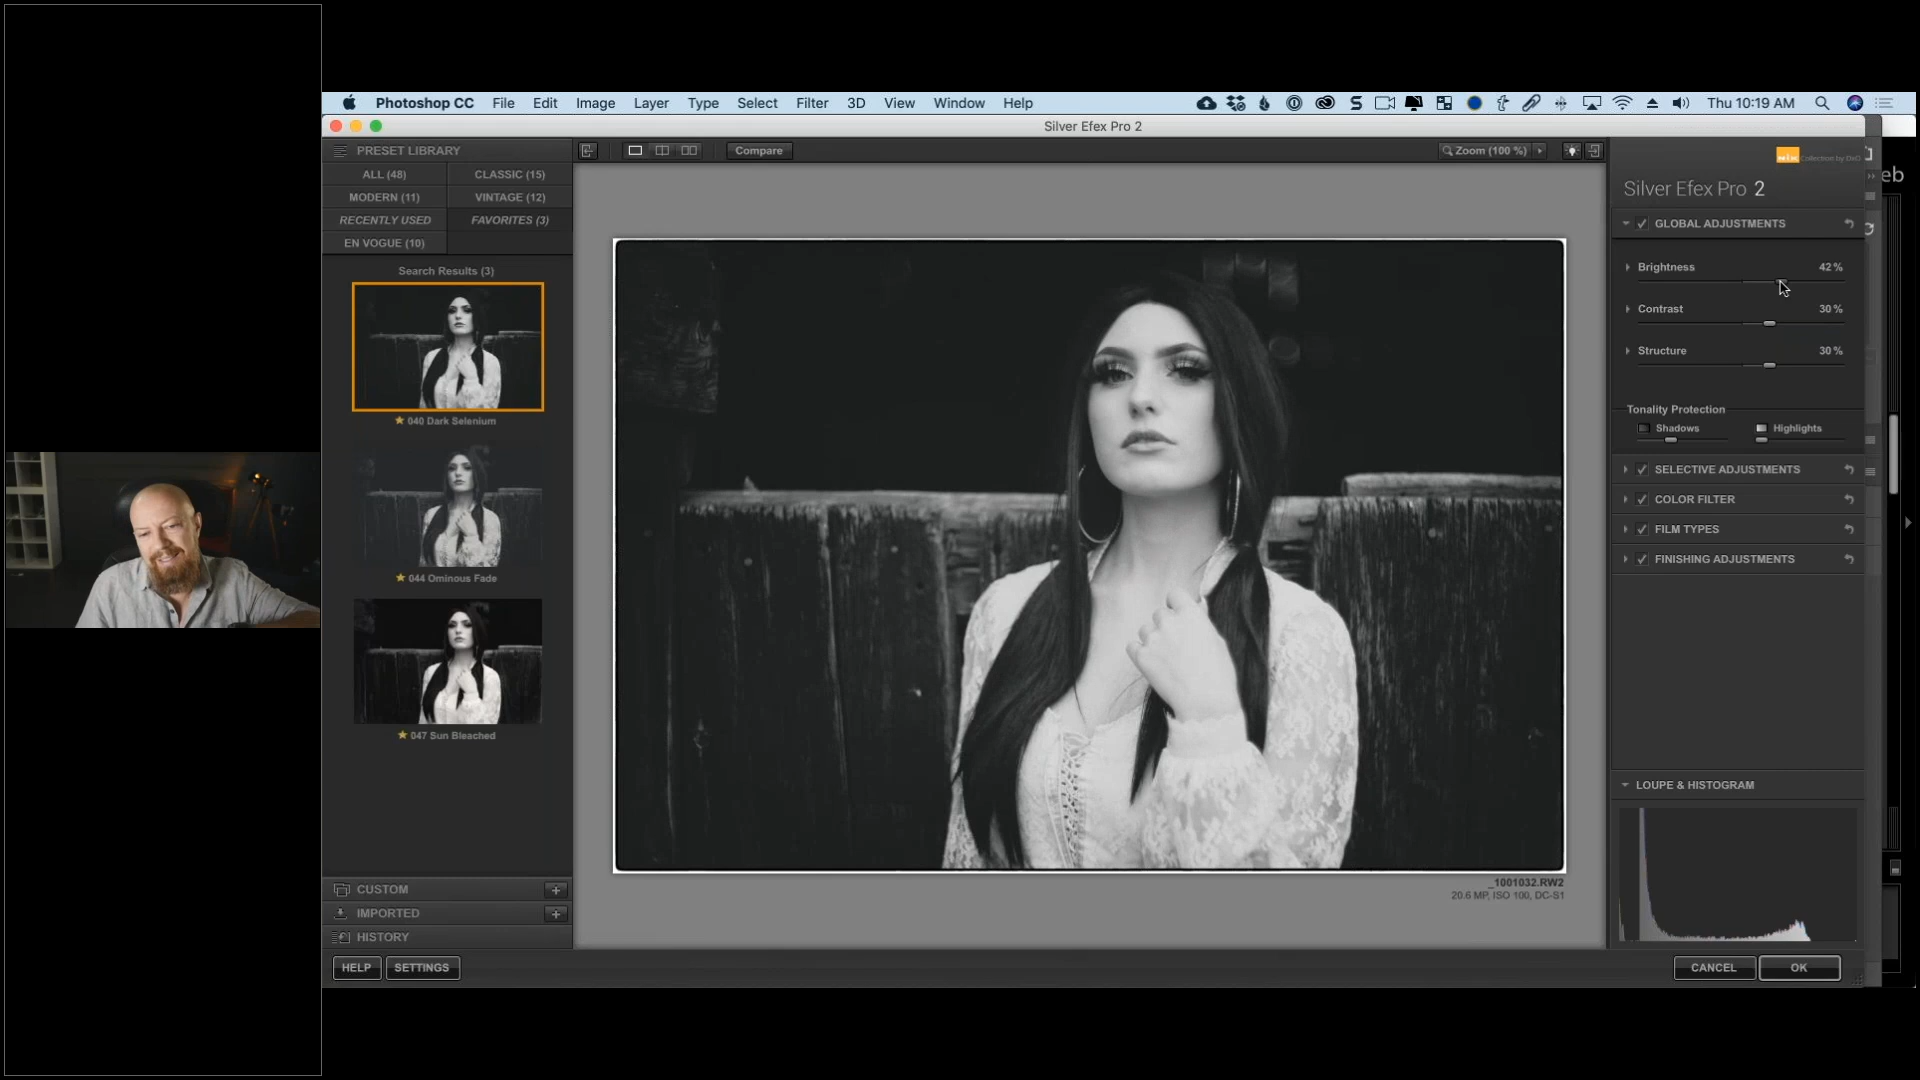 Photoshop CC File Edit Image Layer Type Select Filter 3D View Window Help Thu 10:19 AM
Silver Efex Pro 2
PRESET LIBRARY
ALL (48) CLASSIC (15)
MODERN (11) VINTAGE (12)
RECENTLY USED FAVORITES (3)
EN VOGUE (10)
Search Results (3)
040 Dark Selenium
044 Ominous Fade
047 Sun Bleached
CUSTOM
IMPORTED
HISTORY
HELP SETTINGS
Compare
Zoom (100 %)
_1001032.RW2
20.6 MP, ISO 100, DC-S1
Nik Collection by DxO
eb
Silver Efex Pro 2
GLOBAL ADJUSTMENTS
Brightness 42 %
Contrast 30 %
Structure 30 %
Tonality Protection
Shadows Highlights
SELECTIVE ADJUSTMENTS
COLOR FILTER
FILM TYPES
FINISHING ADJUSTMENTS
LOUPE & HISTOGRAM
CANCEL OK